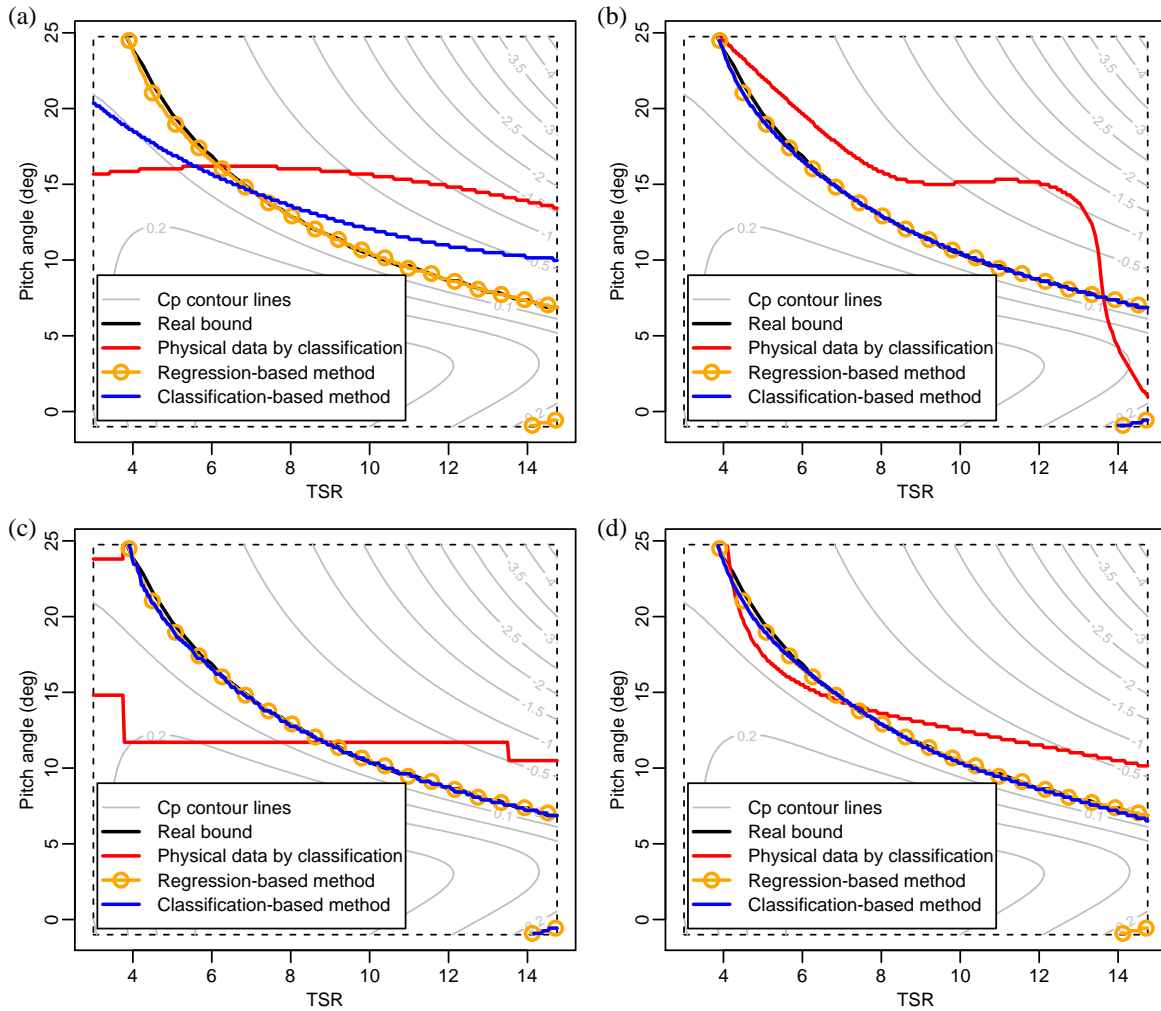 (a)
25
20
15
10
5
0
Pitch angle (deg)
4 6 8 10 12 14
TSR
-4
-3.5
-3
-2.5
-2
-1.5
-1
-0.5
0.1
0.2
Cp contour lines
Real bound
Physical data by classification
Regression-based method
Classification-based method
(b)
25
20
15
10
5
0
Pitch angle (deg)
4 6 8 10 12 14
TSR
-4
-3.5
-3
-2.5
-2
-1.5
-1
-0.5
0.1
0.2
Cp contour lines
Real bound
Physical data by classification
Regression-based method
Classification-based method
(c)
25
20
15
10
5
0
Pitch angle (deg)
4 6 8 10 12 14
TSR
-4
-3.5
-3
-2.5
-2
-1.5
-1
-0.5
0.1
0.2
Cp contour lines
Real bound
Physical data by classification
Regression-based method
Classification-based method
(d)
25
20
15
10
5
0
Pitch angle (deg)
4 6 8 10 12 14
TSR
-4
-3.5
-3
-2.5
-2
-1.5
-1
-0.5
0.1
0.2
Cp contour lines
Real bound
Physical data by classification
Regression-based method
Classification-based method